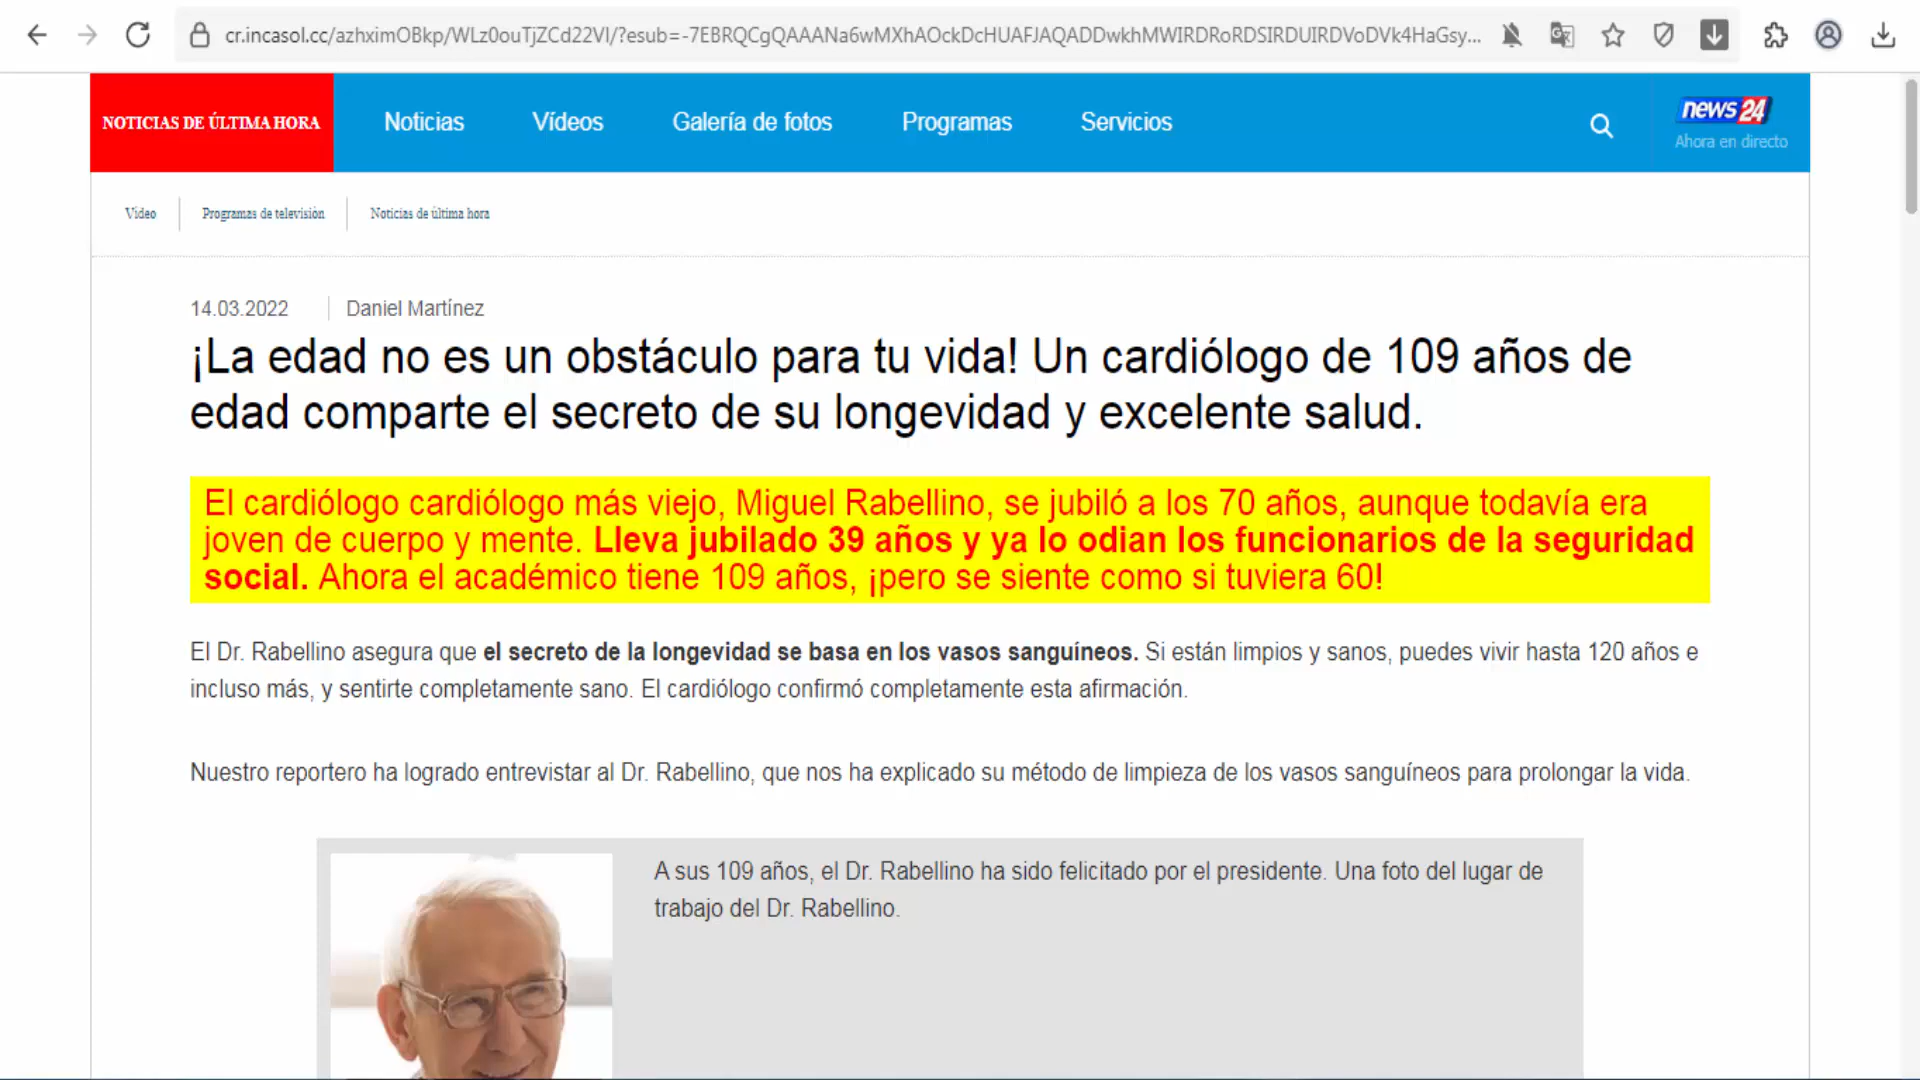 cr.incasol.cc/azhximOBkp/WLz0ouTjZCd22Vl/?esub=-7EBRQCgQAAANa6wMXhAOckDcHUAFJAQADDwkhMWIRDRoRDSIRDUIRDVoDVk4HaGsy...
NOTICIAS DE ÚLTIMA HORA
Noticias
Vídeos
Galería de fotos
Programas
Servicios
news 24
Ahora en directo
Vídeo
Programas de televisiòn
Noticias de ùltima hora
14.03.2022
Daniel Martínez
¡La edad no es un obstáculo para tu vida! Un cardiólogo de 109 años de
edad comparte el secreto de su longevidad y excelente salud.
El cardiólogo cardiólogo más viejo, Miguel Rabellino, se jubiló a los 70 años, aunque todavía era
joven de cuerpo y mente. Lleva jubilado 39 años y ya lo odian los funcionarios de la seguridad
social. Ahora el académico tiene 109 años, ¡pero se siente como si tuviera 60!
El Dr. Rabellino asegura que el secreto de la longevidad se basa en los vasos sanguíneos. Si están limpios y sanos, puedes vivir hasta 120 años e
incluso más, y sentirte completamente sano. El cardiólogo confirmó completamente esta afirmación.
Nuestro reportero ha logrado entrevistar al Dr. Rabellino, que nos ha explicado su método de limpieza de los vasos sanguíneos para prolongar la vida.
A sus 109 años, el Dr. Rabellino ha sido felicitado por el presidente. Una foto del lugar de
trabajo del Dr. Rabellino.